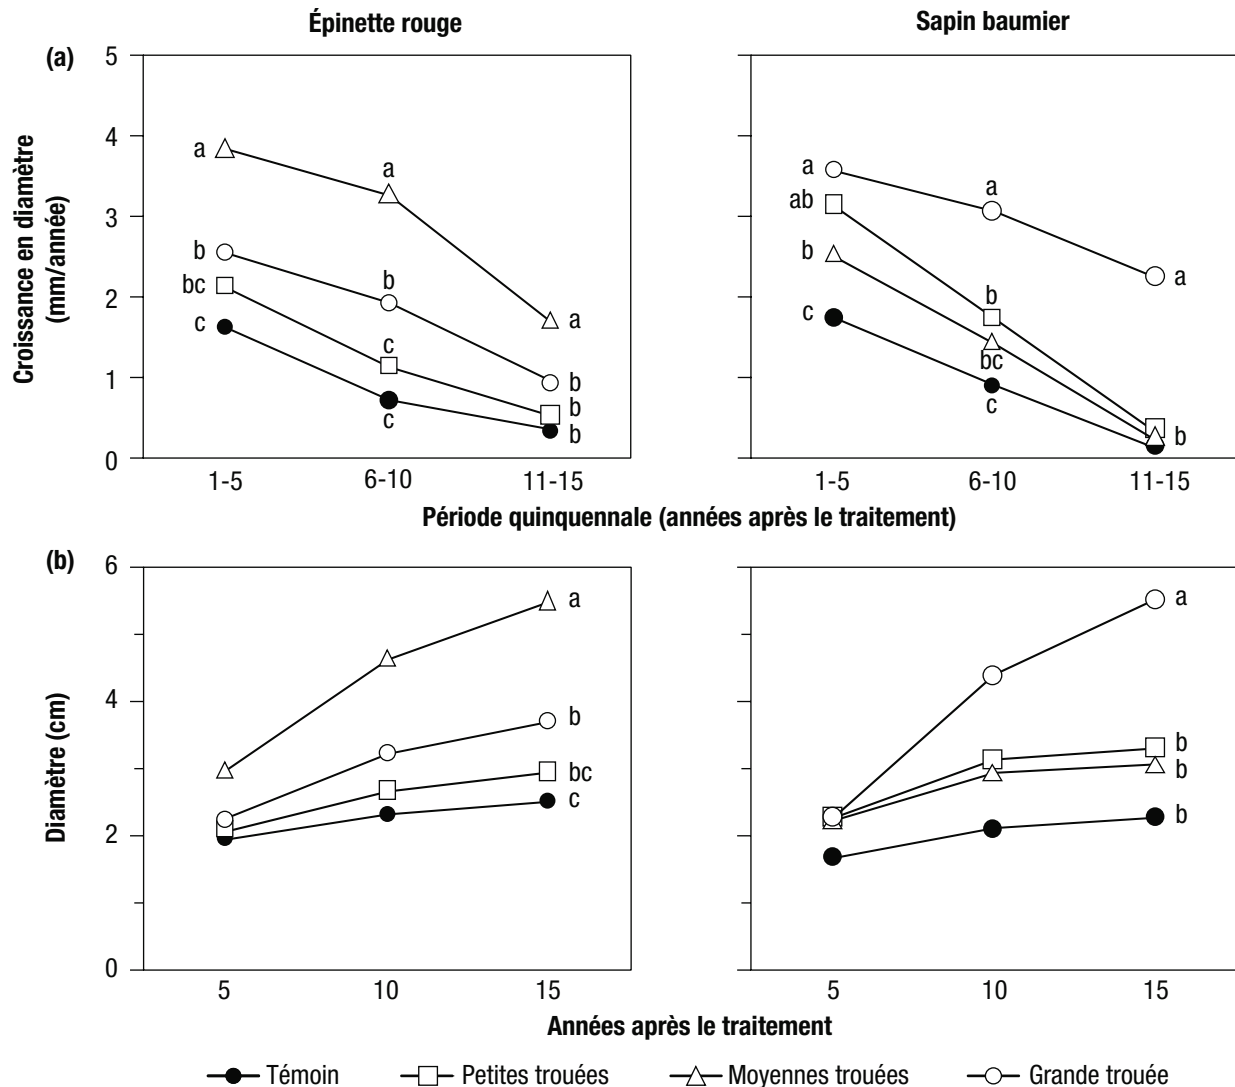 Épinette rouge
Sapin baumier
(a)
Croissance en diamètre
(mm/année)
5
4
3
2
1
0
a
a
a
b
b
b
bc
c
b
c
c
b
1-5
6-10
11-15
a
a
a
ab
b
b
bc
c
c
b
1-5
6-10
11-15
Période quinquennale (années après le traitement)
(b)
Diamètre (cm)
6
4
2
0
a
b
bc
c
5
10
15
a
b
b
b
5
10
15
Années après le traitement
Témoin
Petites trouées
Moyennes trouées
Grande trouée